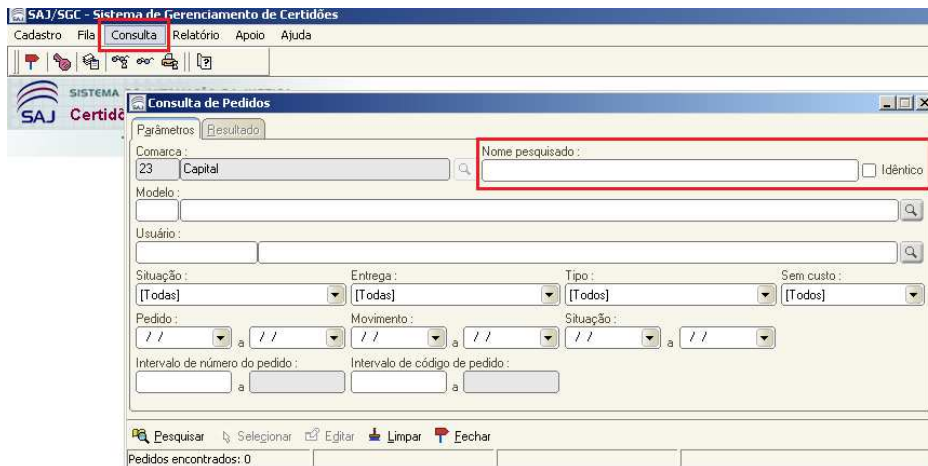 SAJ/SGC - Sistema de Gerenciamento de Certidões
Cadastro Fila Consulta Relatório Apoio Ajuda
SISTEMA
SAJ Certidõ
Consulta de Pedidos
Parâmetros Resultado
Comarca : Nome pesquisado :
23 Capital Idêntico
Modelo :
Usuário :
Situação : Entrega : Tipo : Sem custo :
[Todas] [Todas] [Todos] [Todos]
Pedido : Movimento : Situação :
/ / a / / / / a / / / / a / /
Intervalo de número do pedido : Intervalo de código de pedido :
a a
Pesquisar Selecionar Editar Limpar Fechar
Pedidos encontrados: 0